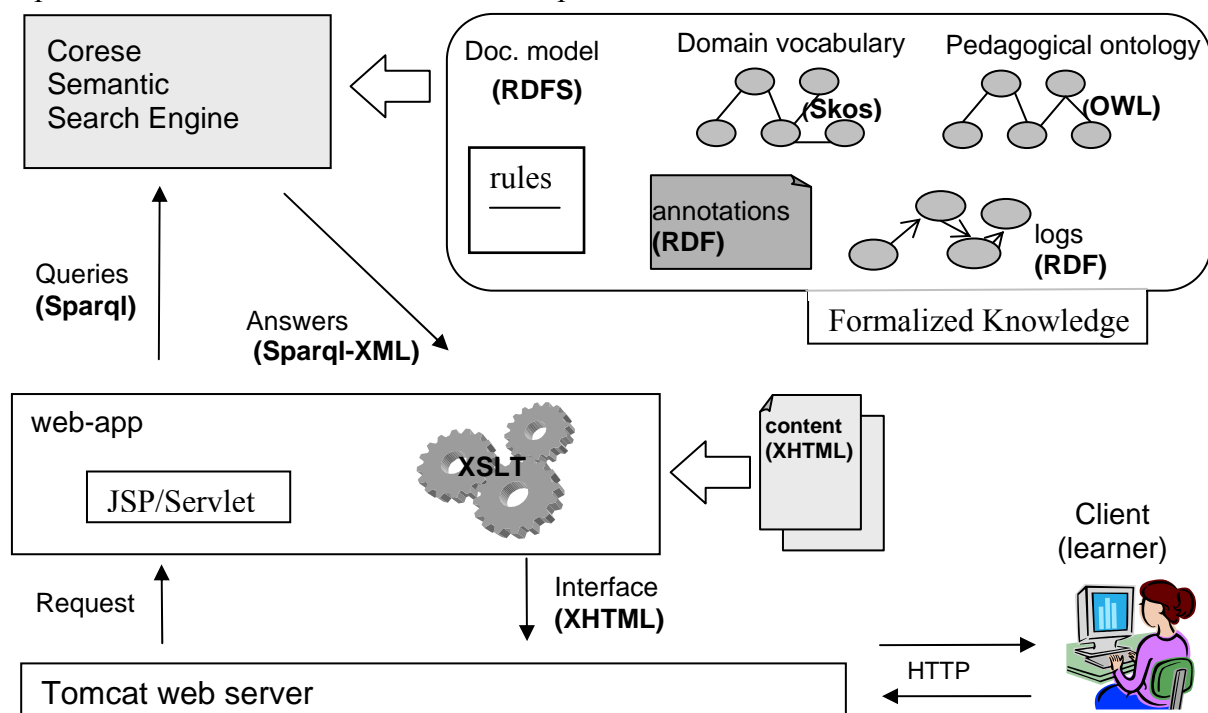 Corese
Semantic
Search Engine
Doc. model
(RDFS)
Domain vocabulary
(Skos)
Pedagogical ontology
(OWL)
rules
annotations
(RDF)
logs
(RDF)
Formalized Knowledge
Queries
(Sparql)
Answers
(Sparql-XML)
web-app
JSP/Servlet
XSLT
content
(XHTML)
Client
(learner)
Request
Interface
(XHTML)
HTTP
Tomcat web server